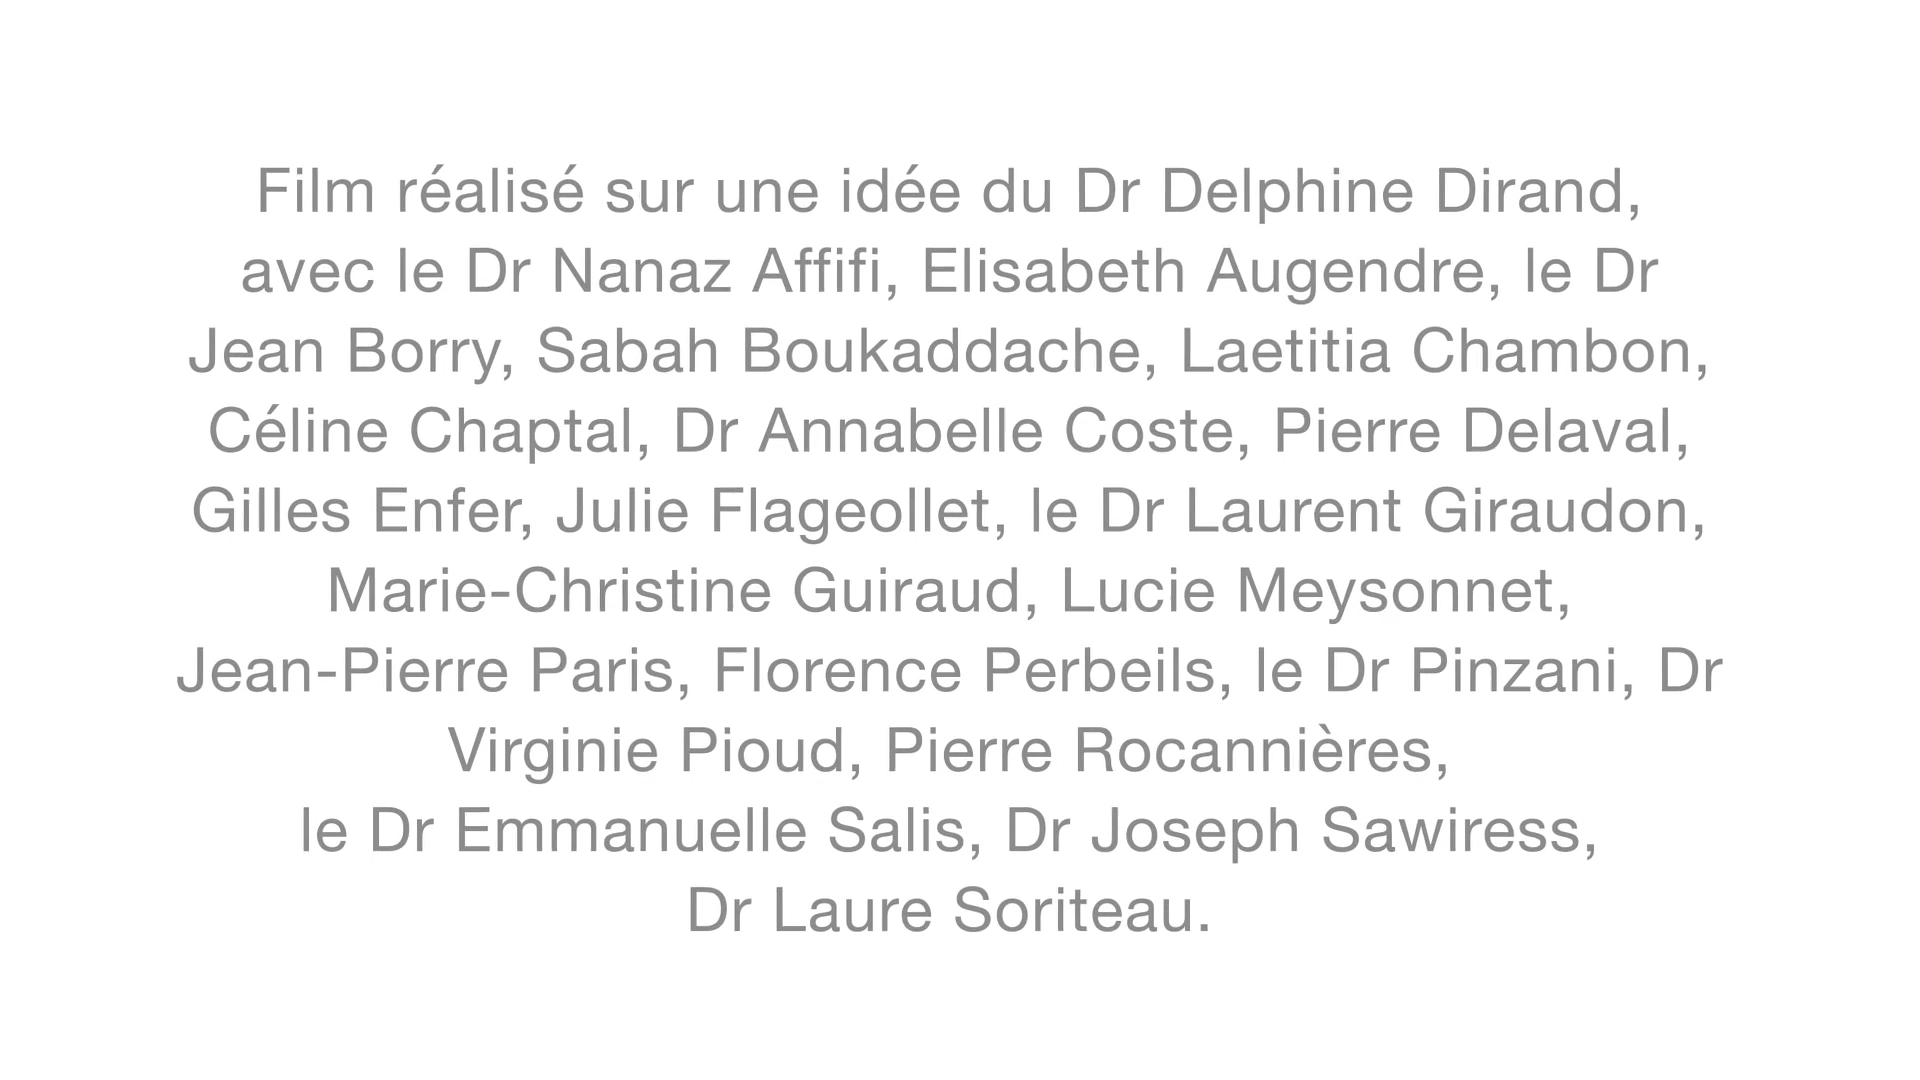 Film réalisé sur une idée du Dr Delphine Dirand,
avec le Dr Nanaz Affifi, Elisabeth Augendre, le Dr
Jean Borry, Sabah Boukaddache, Laetitia Chambon,
Céline Chaptal, Dr Annabelle Coste, Pierre Delaval,
Gilles Enfer, Julie Flageollet, le Dr Laurent Giraudon,
Marie-Christine Guiraud, Lucie Meysonnet,
Jean-Pierre Paris, Florence Perbeils, le Dr Pinzani, Dr
Virginie Pioud, Pierre Rocannières,
le Dr Emmanuelle Salis, Dr Joseph Sawiress,
Dr Laure Soriteau.